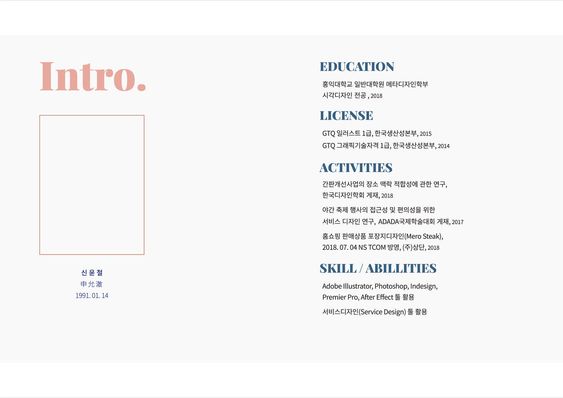 Intro.
신 윤 철
申 允 澈
1991. 01. 14
EDUCATION
홍익대학교 일반대학원 메타디자인학부
시각디자인 전공 , 2018
LICENSE
GTQ 일러스트 1급, 한국생산성본부, 2015
GTQ 그래픽기술자격 1급, 한국생산성본부, 2014
ACTIVITIES
간판개선사업의 장소 맥락 적합성에 관한 연구,
한국디자인학회 게재, 2018
야간 축제 행사의 접근성 및 편의성을 위한
서비스 디자인 연구, ADADA국제학술대회 게재, 2017
홈쇼핑 판매상품 포장지디자인(Mero Steak),
2018. 07. 04 NS TCOM 방영, (주)상단, 2018
SKILL / ABILLITIES
Adobe Illustrator, Photoshop, Indesign,
Premier Pro, After Effect 툴 활용
서비스디자인(Service Design) 툴 활용